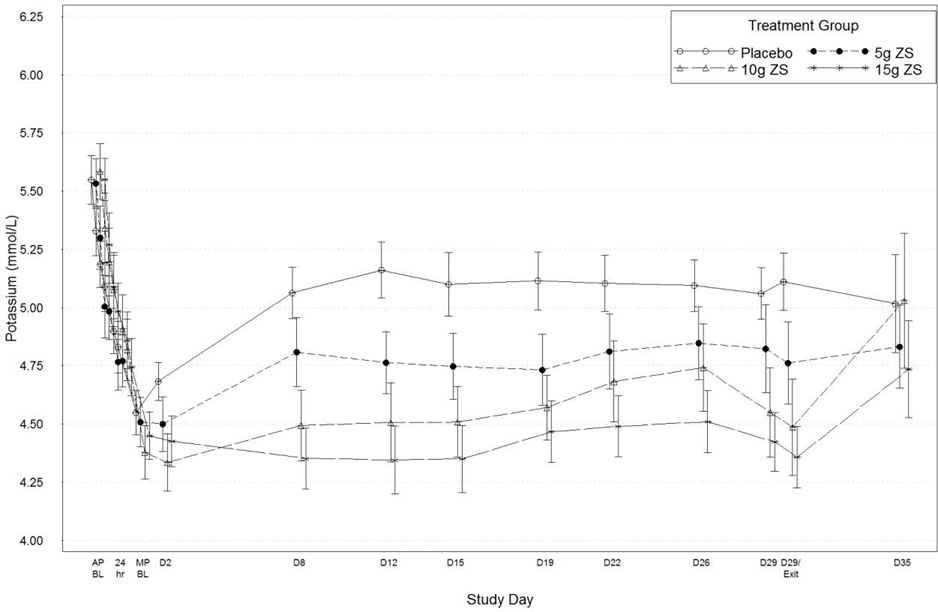 6.25
Treatment Group
Placebo 5g ZS
10g ZS 15g ZS
6.00
5.75
5.50
5.25
5.00
4.75
4.50
4.25
4.00
Potassium (mmol/L)
AP 24 MP D2 D8 D12 D15 D19 D22 D26 D29 D29/ D35
BL hr BL Exit
Study Day